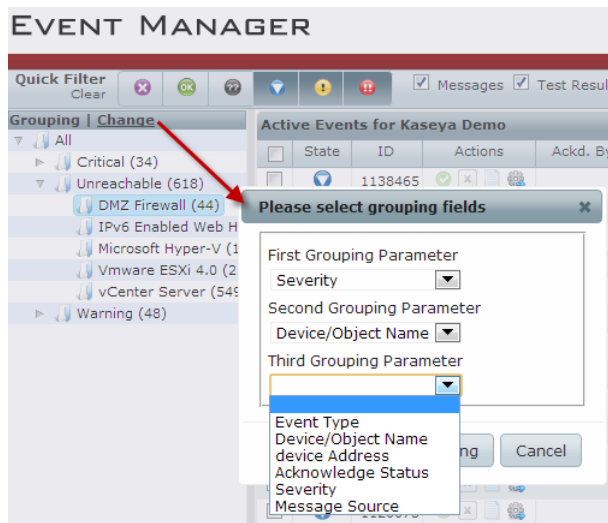 EVENT MANAGER
Quick Filter
Clear
OK
??
!
!!
Messages Test Resul
Grouping | Change
Active Events for Kaseya Demo
All
State ID Actions Ackd. By
Critical (34)
Unreachable (618)
1138465
DMZ Firewall (44)
Please select grouping fields
IPv6 Enabled Web H
Microsoft Hyper-V (1
First Grouping Parameter
Vmware ESXi 4.0 (2
Severity
vCenter Server (549
Second Grouping Parameter
Warning (48)
Device/Object Name
Third Grouping Parameter
Event Type
Device/Object Name
device Address
Acknowledge Status
ng Cancel
Severity
Message Source